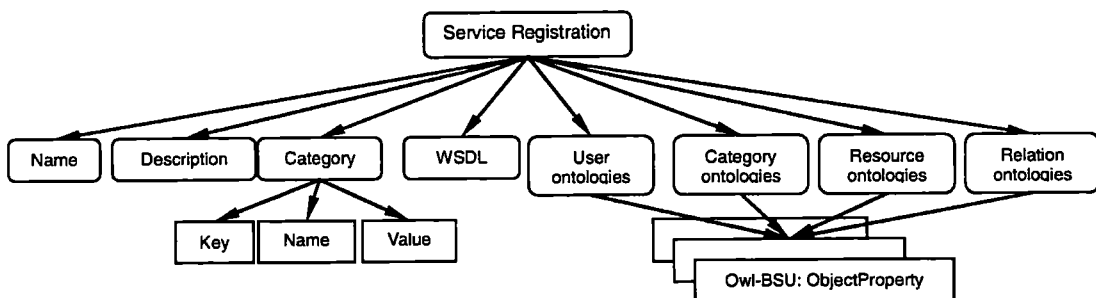 Service Registration
Name
Description
Category
WSDL
User
ontologies
Category
ontologies
Resource
ontologies
Relation
ontologies
Key
Name
Value
Owl-BSU: ObjectProperty